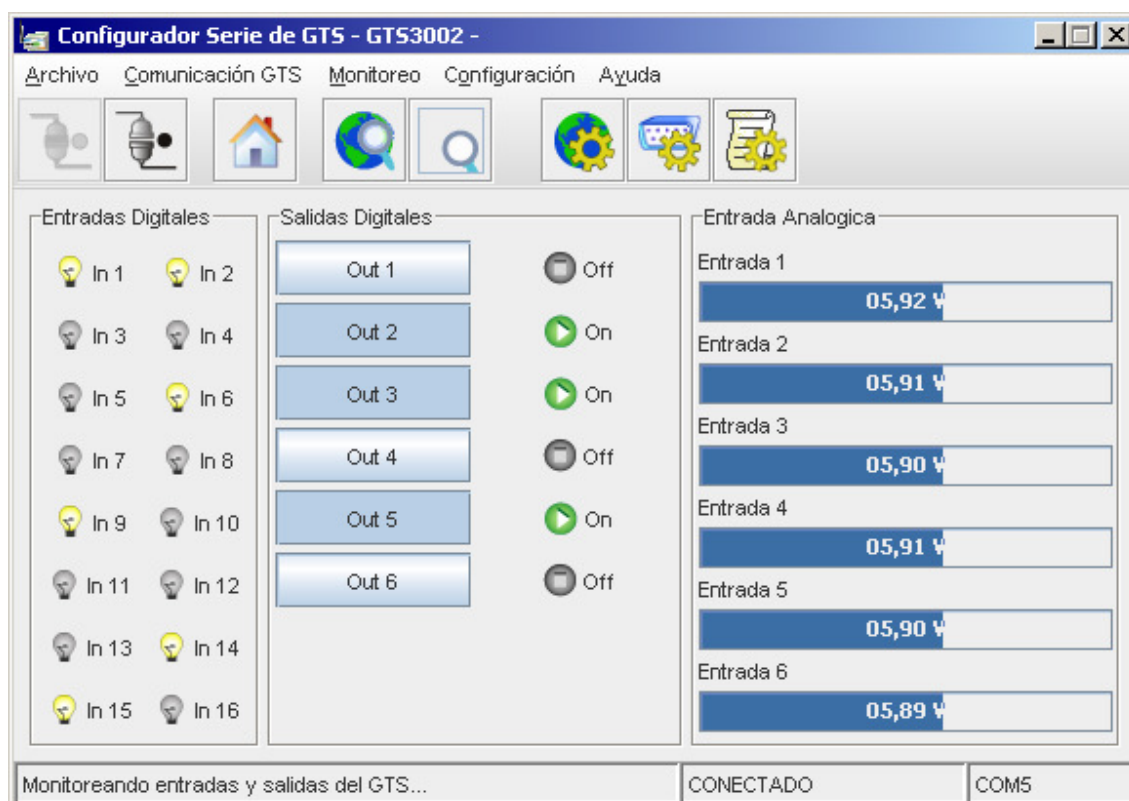 Configurador Serie de GTS - GTS3002 -
Archivo Comunicación GTS Monitoreo Configuración Ayuda
Entradas Digitales
In 1 In 2
In 3 In 4
In 5 In 6
In 7 In 8
In 9 In 10
In 11 In 12
In 13 In 14
In 15 In 16
Salidas Digitales
Out 1 Off
Out 2 On
Out 3 On
Out 4 Off
Out 5 On
Out 6 Off
Entrada Analogica
Entrada 1
05,92 V
Entrada 2
05,91 V
Entrada 3
05,90 V
Entrada 4
05,91 V
Entrada 5
05,90 V
Entrada 6
05,89 V
Monitoreando entradas y salidas del GTS... CONECTADO COM5